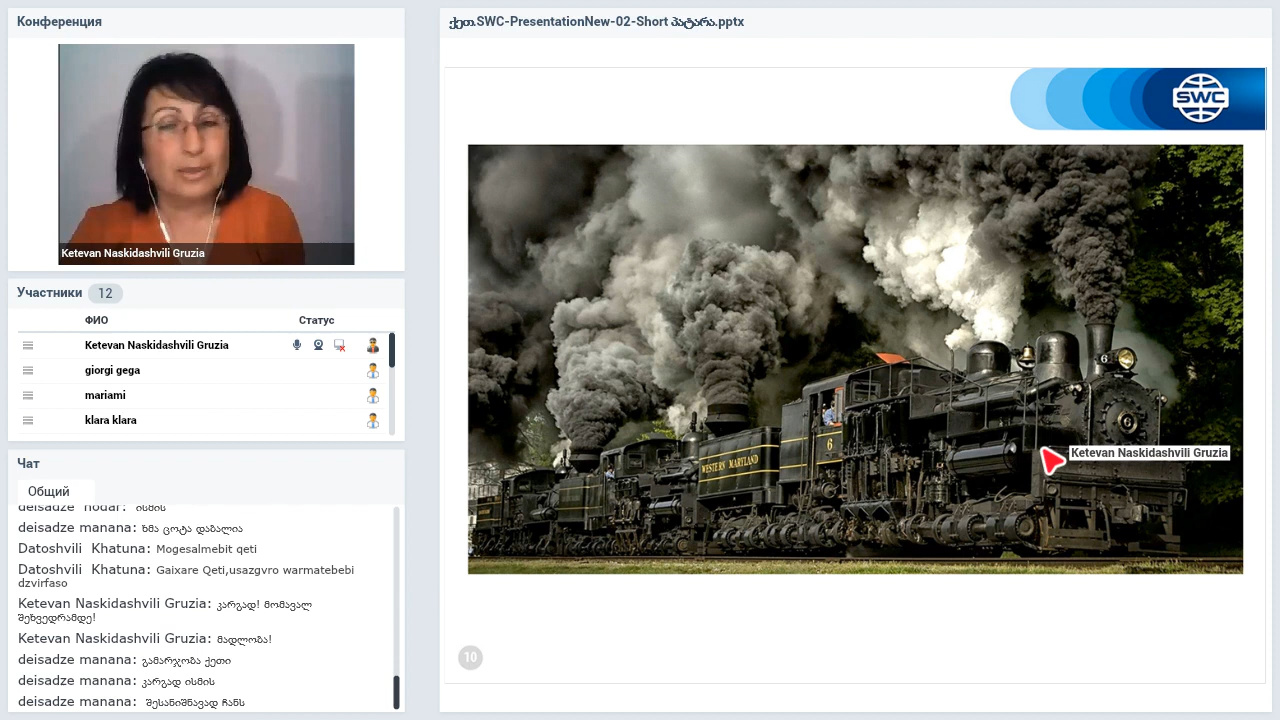 Конференция
Ketevan Naskidashvili Gruzia
Участники 12
ФИО Статус
Ketevan Naskidashvili Gruzia
giorgi gega
mariami
klara klara
Чат
Общий
deisadze nodar: ისმის
deisadze manana: ხმა ცოტა დაბალია
Datoshvili Khatuna: Mogesalmebit qeti
Datoshvili Khatuna: Gaixare Qeti,usazgvro warmatebebi
dzvirfaso
Ketevan Naskidashvili Gruzia: კარგად! მომავალ
შეხვედრამდე!
Ketevan Naskidashvili Gruzia: მადლობა!
deisadze manana: გამარჯობა ქეთი
deisadze manana: კარგად ისმის
deisadze manana: შესანიშნავად ჩანს
ქეთ.SWC-PresentationNew-02-Short პატარა.pptx
SWC
6
6
WESTERN MARYLAND
Ketevan Naskidashvili Gruzia
10